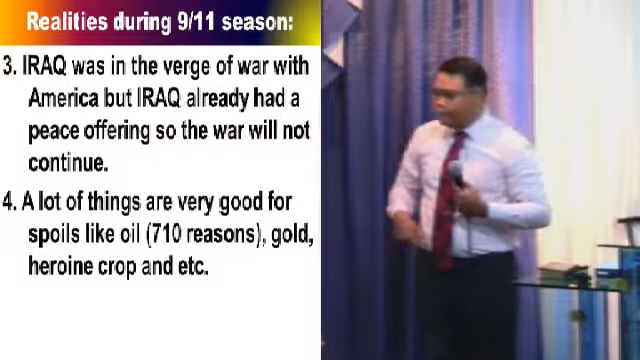 Realities during 9/11 season:
3. IRAQ was in the verge of war with
America but IRAQ already had a
peace offering so the war will not
continue.
4. A lot of things are very good for
spoils like oil (710 reasons), gold,
heroine crop and etc.